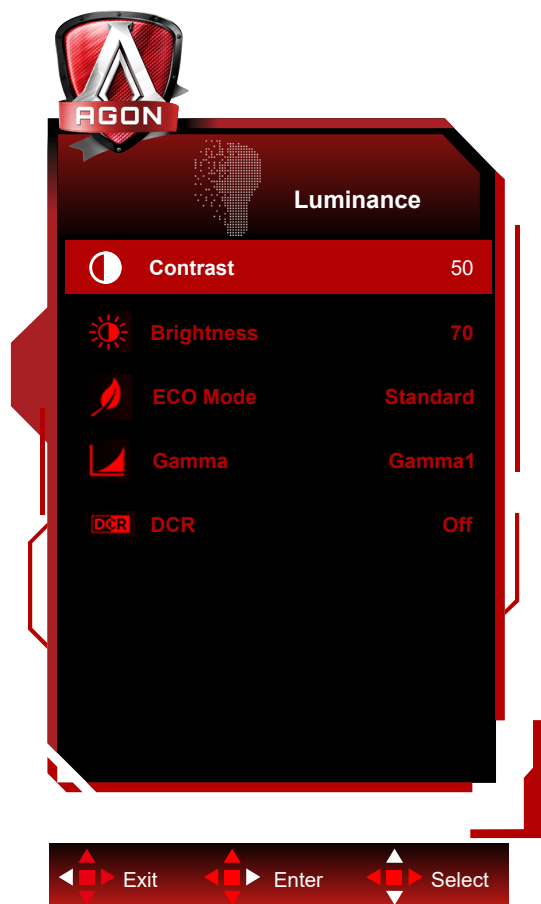 AGON
Luminance
Contrast 50
Brightness 70
ECO Mode Standard
Gamma Gamma1
DCR DCR Off
Exit Enter Select